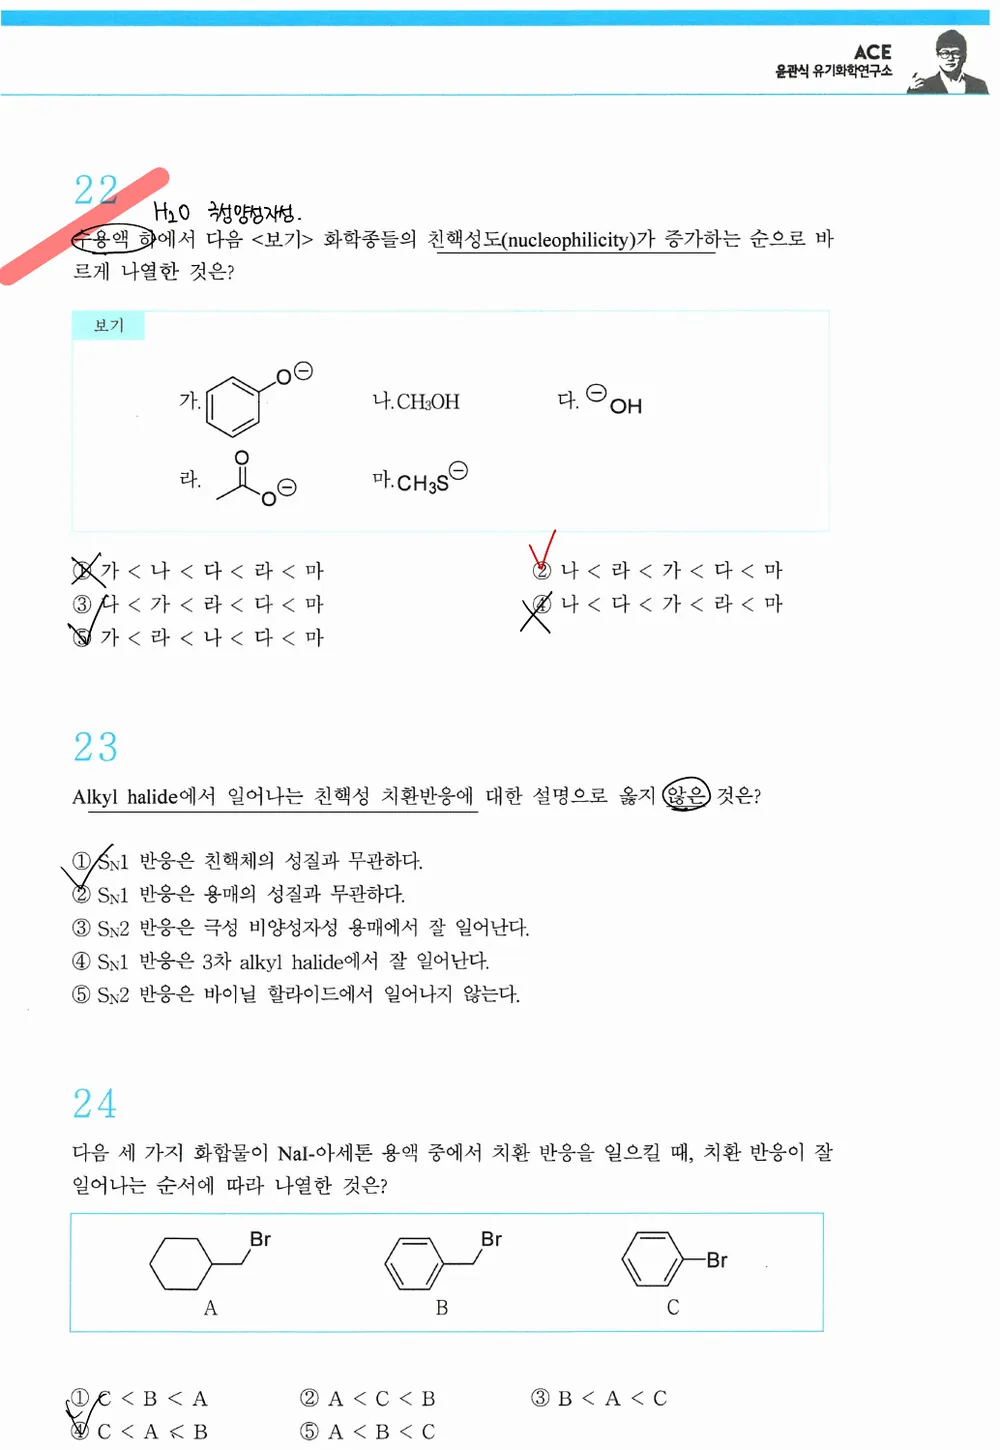 ACE
윤관식 유기화학연구소
22
H2O 극성양성자성.
수용액 하에서 다음 <보기> 화학종들의 친핵성도(nucleophilicity)가 증가하는 순으로 바
르게 나열한 것은?
보기
가. O⊖ 나.CH3OH 다. ⊖OH
라. O O⊖ 마.CH3S⊖
① 가 < 나 < 다 < 라 < 마 ② 나 < 라 < 가 < 다 < 마
③ 나 < 가 < 라 < 다 < 마 ④ 나 < 다 < 가 < 라 < 마
⑤ 가 < 라 < 나 < 다 < 마
23
Alkyl halide에서 일어나는 친핵성 치환반응에 대한 설명으로 옳지 않은 것은?
① SN1 반응은 친핵체의 성질과 무관하다.
② SN1 반응은 용매의 성질과 무관하다.
③ SN2 반응은 극성 비양성자성 용매에서 잘 일어난다.
④ SN1 반응은 3차 alkyl halide에서 잘 일어난다.
⑤ SN2 반응은 바이닐 할라이드에서 일어나지 않는다.
24
다음 세 가지 화합물이 NaI-아세톤 용액 중에서 치환 반응을 일으킬 때, 치환 반응이 잘
일어나는 순서에 따라 나열한 것은?
Br Br Br
A B C
① C < B < A ② A < C < B ③ B < A < C
④ C < A < B ⑤ A < B < C